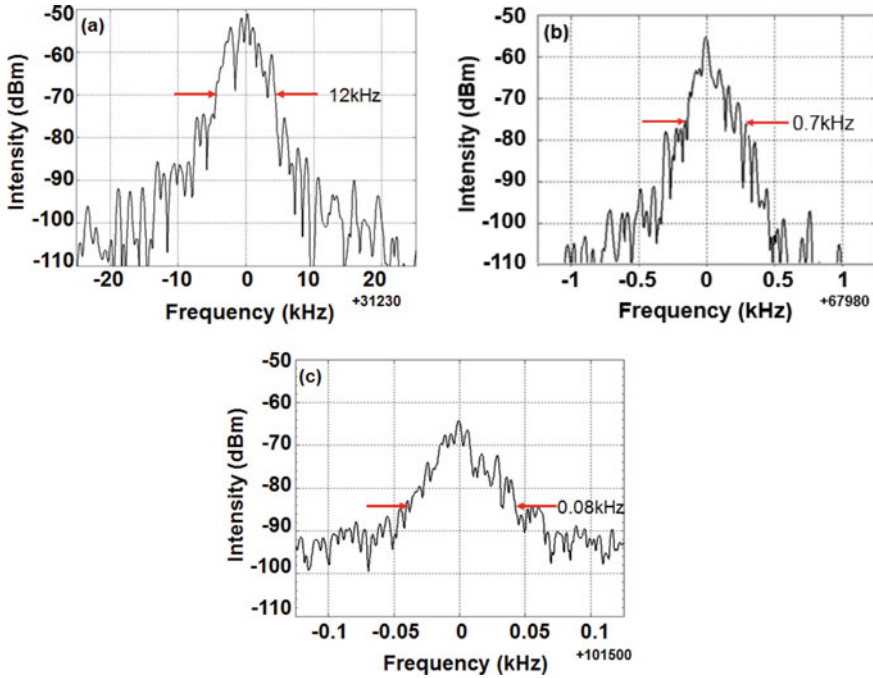 (a)
Intensity (dBm)
-50
-60
-70
-80
-90
-100
-110
12kHz
-20 -10 0 10 20
Frequency (kHz)
+31230
(b)
Intensity (dBm)
-50
-60
-70
-80
-90
-100
-110
0.7kHz
-1 -0.5 0 0.5 1
Frequency (kHz)
+67980
(c)
Intensity (dBm)
-50
-60
-70
-80
-90
-100
-110
0.08kHz
-0.1 -0.05 0 0.05 0.1
Frequency (kHz)
+101500